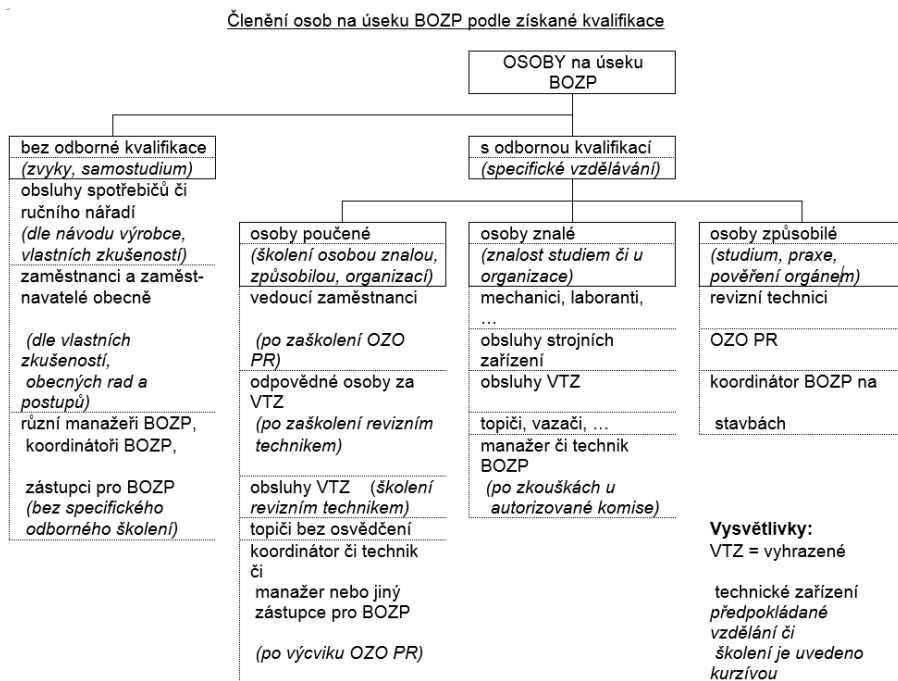 Členění osob na úseku BOZP podle získané kvalifikace
OSOBY na úseku
BOZP
bez odborné kvalifikace
(zvyky, samostudium)
obsluhy spotřebičů či
ručního nářadí
(dle návodu výrobce,
vlastních zkušeností)
zaměstnanci a zaměst-
navatelé obecně
(dle vlastních
zkušeností,
obecných rad a
postupů)
různí manažeři BOZP,
koordinátoři BOZP,
zástupci pro BOZP
(bez specifického
odborného školení)
s odbornou kvalifikací
(specifické vzdělávání)
osoby poučené
(školení osobou znalou,
způsobilou, organizací)
vedoucí zaměstnanci
(po zaškolení OZO
PR)
odpovědné osoby za
VTZ
(po zaškolení revizním
technikem)
obsluhy VTZ (školení
revizním technikem)
topiči bez osvědčení
koordinátor či technik
či
manažer nebo jiný
zástupce pro BOZP
(po výcviku OZO PR)
osoby znalé
(znalost studiem či u
organizace)
mechanici, laboranti,
…
obsluhy strojních
zařízení
obsluhy VTZ
topiči, vazači, …
manažer či technik
BOZP
(po zkouškách u
autorizované komise)
osoby způsobilé
(studium, praxe,
pověření orgánem)
revizní technici
OZO PR
koordinátor BOZP na
stavbách
Vysvětlivky:
VTZ = vyhrazené
technické zařízení
předpokládané
vzdělání či
školení je uvedeno
kurzívou